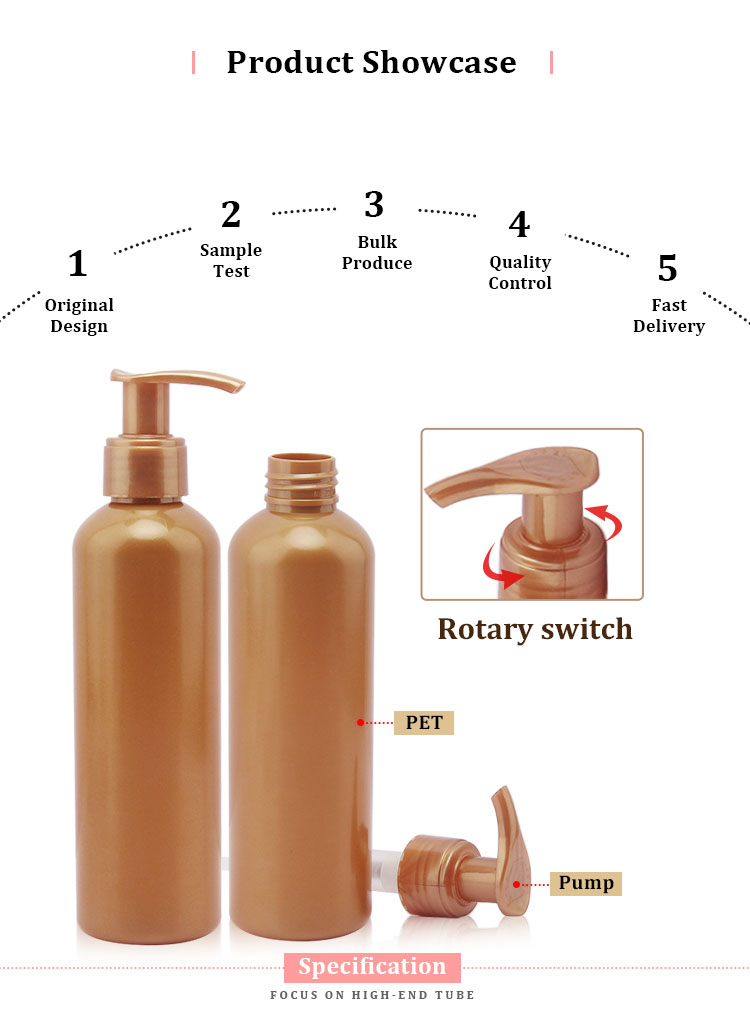 Product Showcase
1
Original
Design
2
Sample
Test
3
Bulk
Produce
4
Quality
Control
5
Fast
Delivery
Rotary switch
PET
Pump
Specification
FOCUS ON HIGH-END TUBE